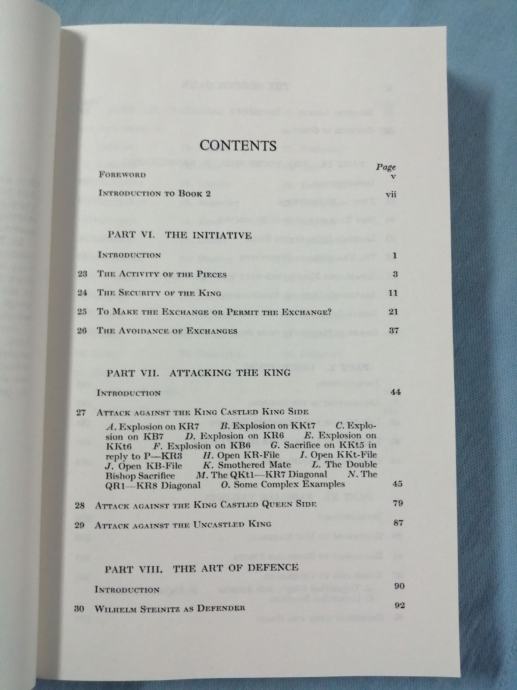 CONTENTS
Page
FOREWORD v
INTRODUCTION TO BOOK 2 vii
PART VI. THE INITIATIVE
INTRODUCTION 1
23 THE ACTIVITY OF THE PIECES 3
24 THE SECURITY OF THE KING 11
25 TO MAKE THE EXCHANGE OR PERMIT THE EXCHANGE? 21
26 THE AVOIDANCE OF EXCHANGES 37
PART VII. ATTACKING THE KING
INTRODUCTION 44
27 ATTACK AGAINST THE KING CASTLED KING SIDE
A. Explosion on KR7 B. Explosion on KKt7 C. Explo-
sion on KB7 D. Explosion on KR6 E. Explosion on
KKt6 F. Explosion on KB6 G. Sacrifice on KKt5 in
reply to P—KR3 H. Open KR-File I. Open KKt-File
J. Open KB-File K. Smothered Mate L. The Double
Bishop Sacrifice M. The QKt1—KR7 Diagonal N. The
QR1—KR8 Diagonal O. Some Complex Examples 45
28 ATTACK AGAINST THE KING CASTLED QUEEN SIDE 79
29 ATTACK AGAINST THE UNCASTLED KING 87
PART VIII. THE ART OF DEFENCE
INTRODUCTION 90
30 WILHELM STEINITZ AS DEFENDER 92